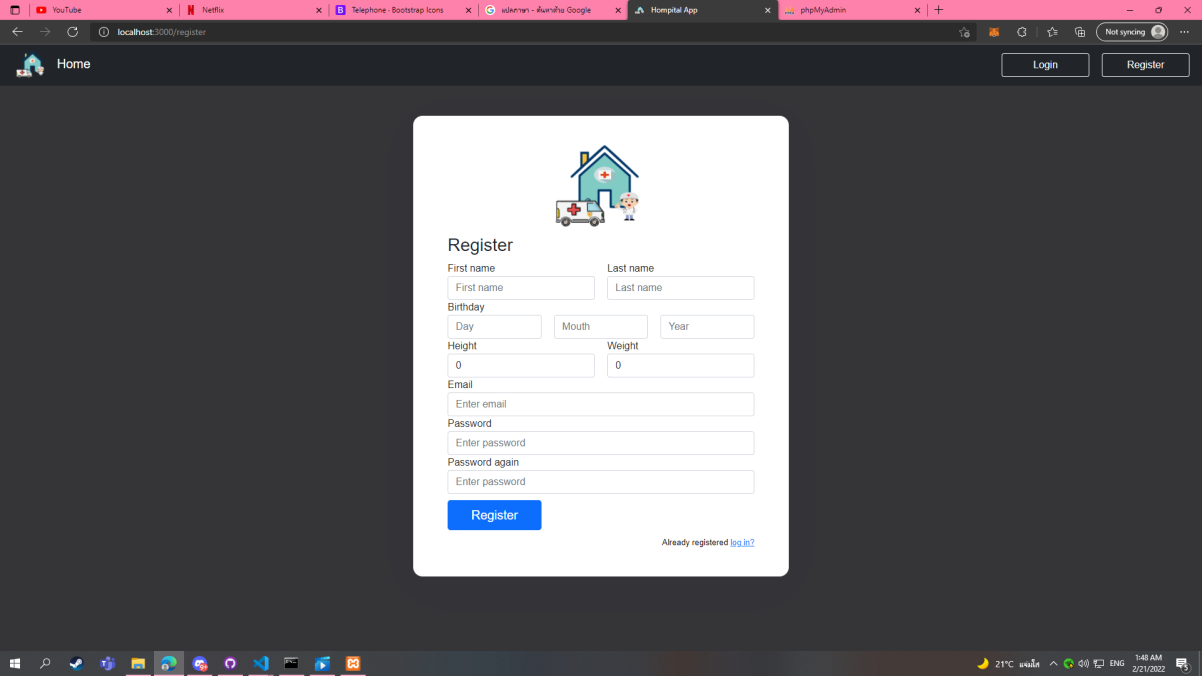 YouTube
Netflix
Telephone · Bootstrap Icons
แปลภาษา - ค้นหาด้วย Google
Hompital App
phpMyAdmin
localhost:3000/register
Not syncing
Home
Login
Register
Register
First name
Last name
First name
Last name
Birthday
Day
Mouth
Year
Height
Weight
0
0
Email
Enter email
Password
Enter password
Password again
Enter password
Register
Already registered log in?
21°C แจ่มใส
ENG
1:48 AM
2/21/2022
5